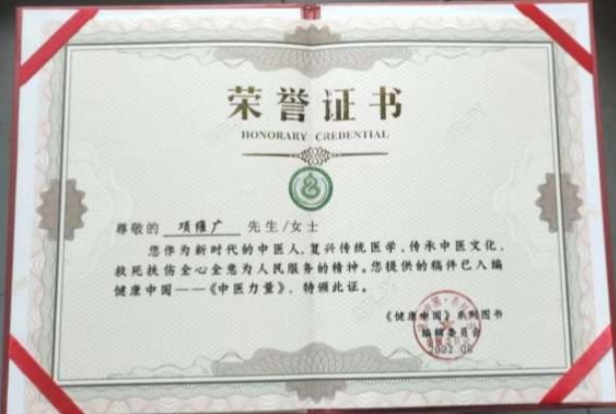 荣誉证书
HONORARY CREDENTIAL
尊敬的 项维广 先生/女士
您作为新时代的中医人,复兴传统医学、传承中医文化,
救死扶伤全心全意为人民服务的精神。您提供的稿件已入编
健康中国——《中医力量》,特颁此证。
《健康中国》系列图书
编辑委员会
2022